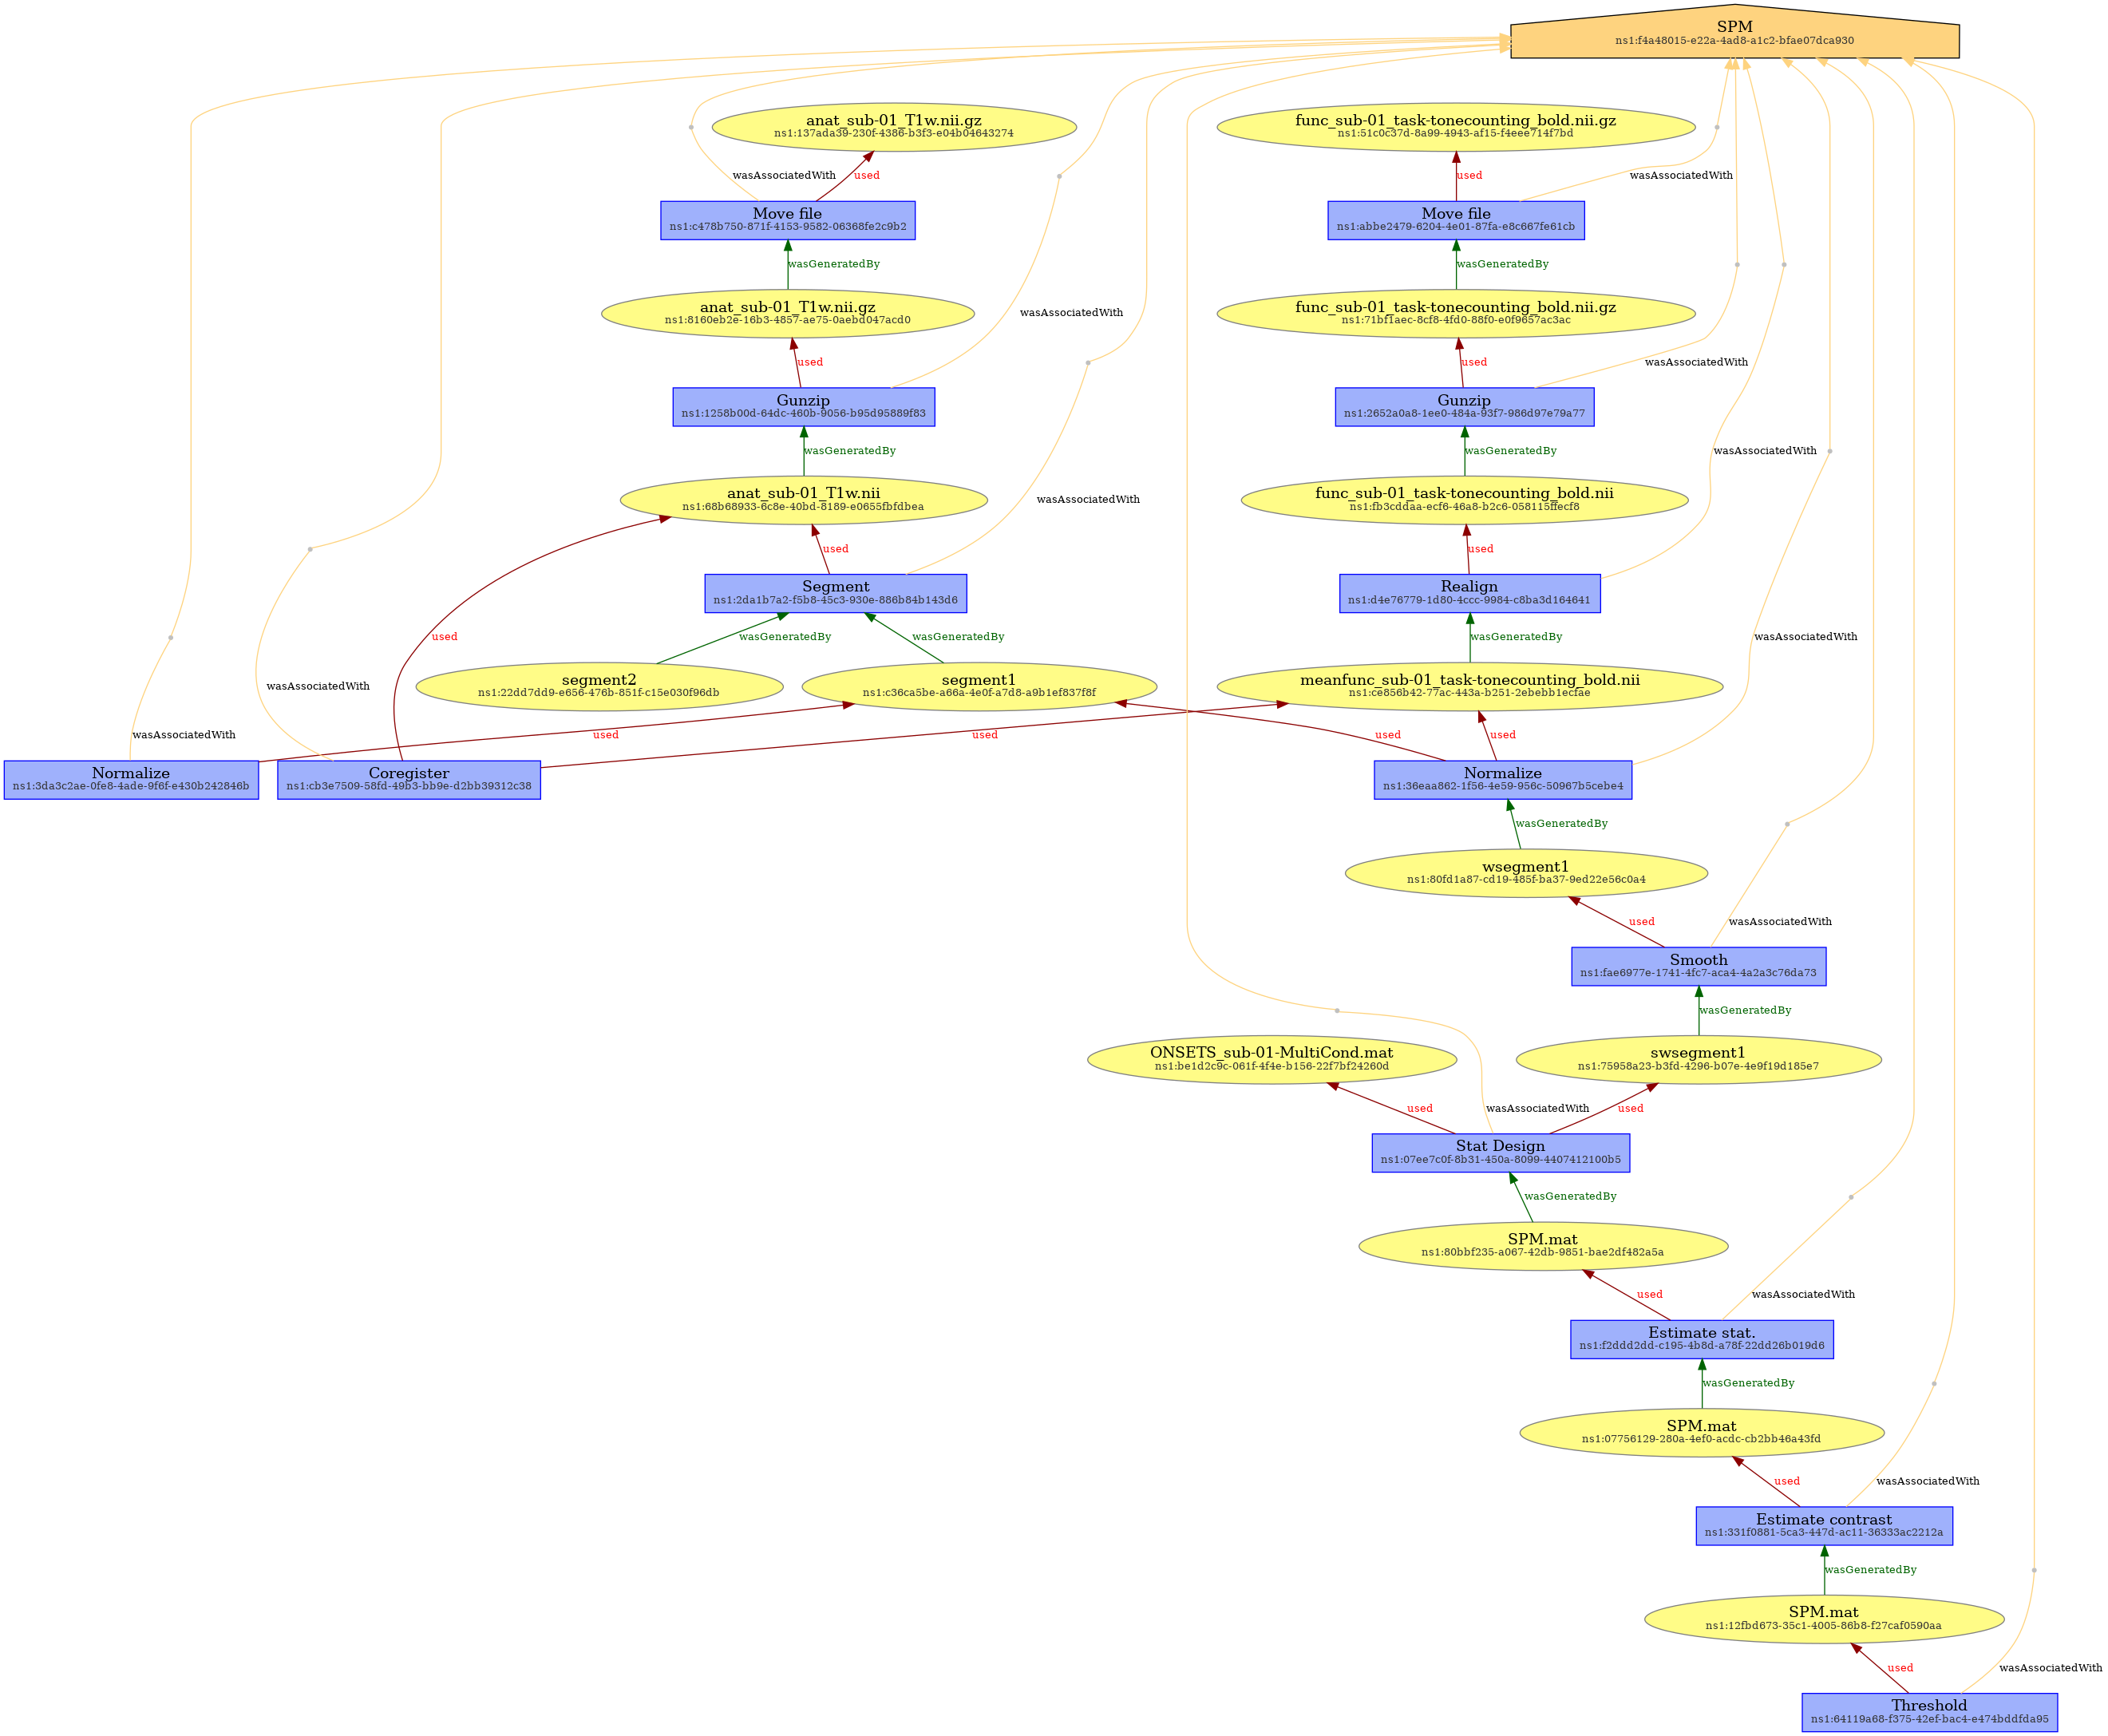 SPM
ns1:f4a48015-e22a-4ad8-a1c2-bfae07dca930
anat_sub-01_T1w.nii.gz
ns1:137ada39-230f-4386-b3f3-e04b04643274
func_sub-01_task-tonecounting_bold.nii.gz
ns1:51c0c37d-8a99-4943-af15-f4eee714f7bd
wasAssociatedWith
used
used
wasAssociatedWith
Move file
ns1:c478b750-871f-4153-9582-06368fe2c9b2
Move file
ns1:abbe2479-6204-4e01-87fa-e8c667fe61cb
wasGeneratedBy
wasGeneratedBy
anat_sub-01_T1w.nii.gz
ns1:8160eb2e-16b3-4857-ae75-0aebd047acd0
wasAssociatedWith
func_sub-01_task-tonecounting_bold.nii.gz
ns1:71bf1aec-8cf8-4fd0-88f0-e0f9657ac3ac
used
used
wasAssociatedWith
Gunzip
ns1:1258b00d-64dc-460b-9056-b95d95889f83
Gunzip
ns1:2652a0a8-1ee0-484a-93f7-986d97e79a77
wasGeneratedBy
wasGeneratedBy
wasAssociatedWith
anat_sub-01_T1w.nii
ns1:68b68933-6c8e-40bd-8189-e0655fbfdbea
wasAssociatedWith
func_sub-01_task-tonecounting_bold.nii
ns1:fb3cddaa-ecf6-46a8-b2c6-058115ffecf8
used
used
Segment
ns1:2da1b7a2-f5b8-45c3-930e-886b84b143d6
Realign
ns1:d4e76779-1d80-4ccc-9984-c8ba3d164641
used
wasGeneratedBy
wasGeneratedBy
wasGeneratedBy
wasAssociatedWith
wasAssociatedWith
segment2
ns1:22dd7dd9-e656-476b-851f-c15e030f96db
segment1
ns1:c36ca5be-a66a-4e0f-a7d8-a9b1ef837f8f
meanfunc_sub-01_task-tonecounting_bold.nii
ns1:ce856b42-77ac-443a-b251-2ebebb1ecfae
wasAssociatedWith
used
used
used
used
Normalize
ns1:3da3c2ae-0fe8-4ade-9f6f-e430b242846b
Coregister
ns1:cb3e7509-58fd-49b3-bb9e-d2bb39312c38
Normalize
ns1:36eaa862-1f56-4e59-956c-50967b5cebe4
wasGeneratedBy
wsegment1
ns1:80fd1a87-cd19-485f-ba37-9ed22e56c0a4
used
wasAssociatedWith
Smooth
ns1:fae6977e-1741-4fc7-aca4-4a2a3c76da73
wasGeneratedBy
ONSETS_sub-01-MultiCond.mat
ns1:be1d2c9c-061f-4f4e-b156-22f7bf24260d
swsegment1
ns1:75958a23-b3fd-4296-b07e-4e9f19d185e7
used
wasAssociatedWith
used
Stat Design
ns1:07ee7c0f-8b31-450a-8099-4407412100b5
wasGeneratedBy
SPM.mat
ns1:80bbf235-a067-42db-9851-bae2df482a5a
used
wasAssociatedWith
Estimate stat.
ns1:f2ddd2dd-c195-4b8d-a78f-22dd26b019d6
wasGeneratedBy
SPM.mat
ns1:07756129-280a-4ef0-acdc-cb2bb46a43fd
used
wasAssociatedWith
Estimate contrast
ns1:331f0881-5ca3-447d-ac11-36333ac2212a
wasGeneratedBy
SPM.mat
ns1:12fbd673-35c1-4005-86b8-f27caf0590aa
used
wasAssociatedWith
Threshold
ns1:64119a68-f375-42ef-bac4-e474bddfda95